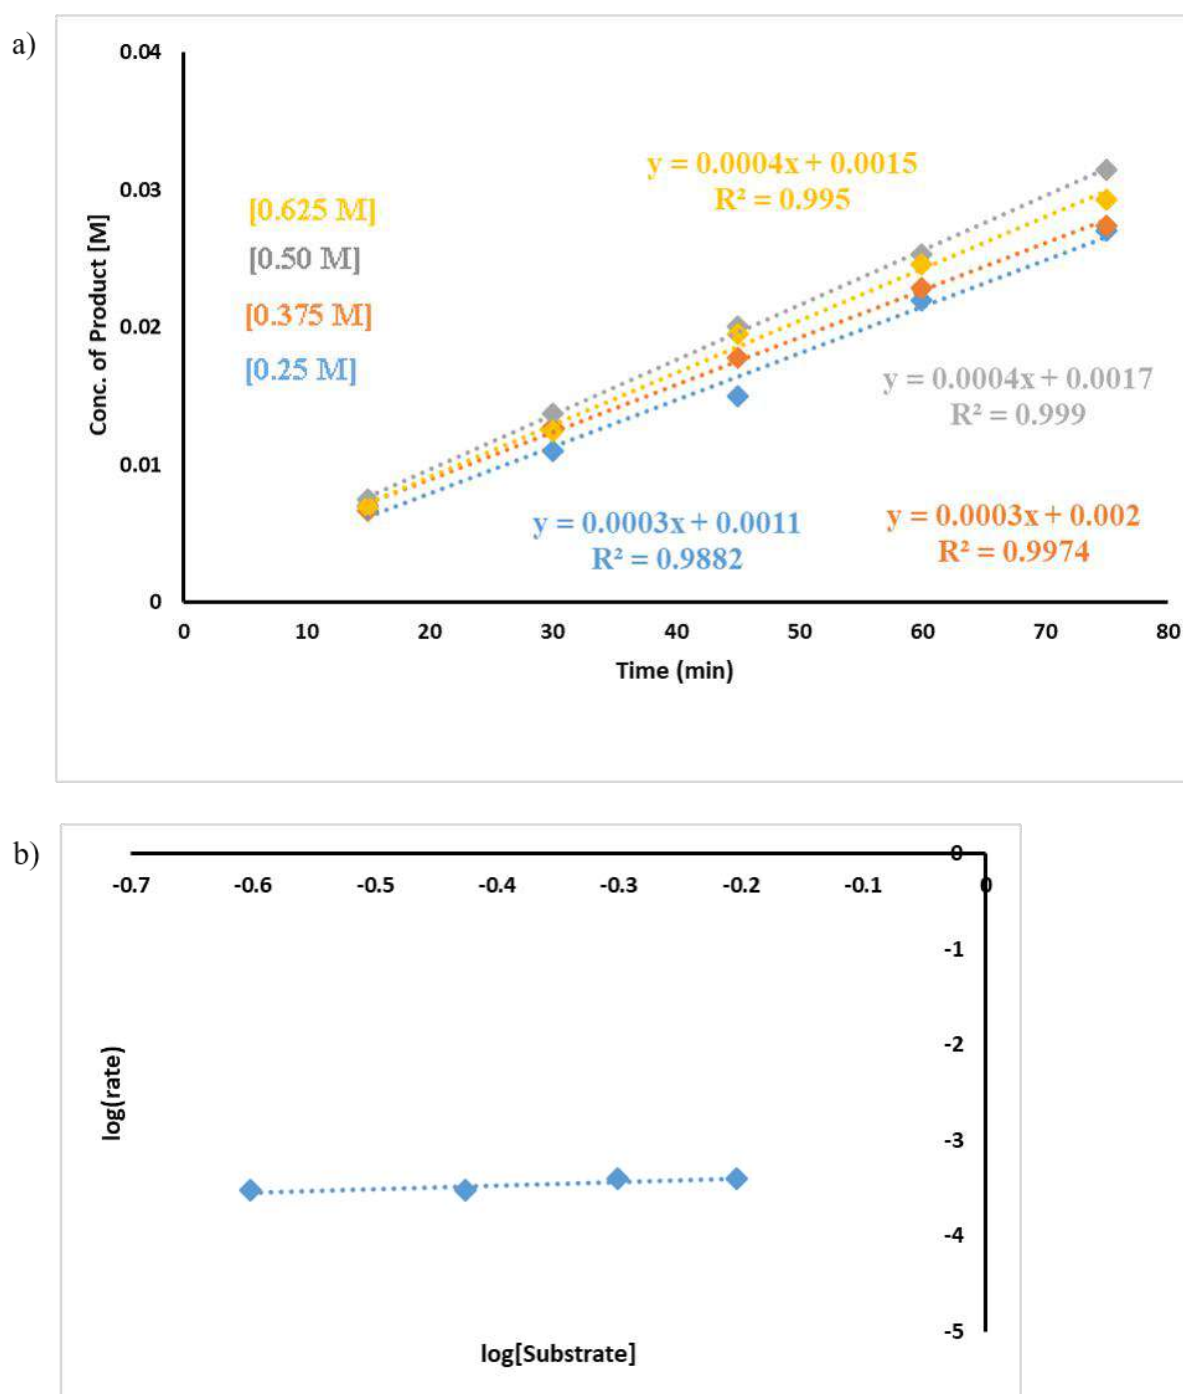 a)
0.04
0.03
0.02
0.01
0
Conc. of Product [M]
[0.625 M]
[0.50 M]
[0.375 M]
[0.25 M]
y = 0.0004x + 0.0015
R² = 0.995
y = 0.0004x + 0.0017
R² = 0.999
y = 0.0003x + 0.0011
R² = 0.9882
y = 0.0003x + 0.002
R² = 0.9974
0 10 20 30 40 50 60 70 80
Time (min)
b)
0
-0.7 -0.6 -0.5 -0.4 -0.3 -0.2 -0.1 0
-1
-2
-3
-4
-5
log(rate)
log[Substrate]